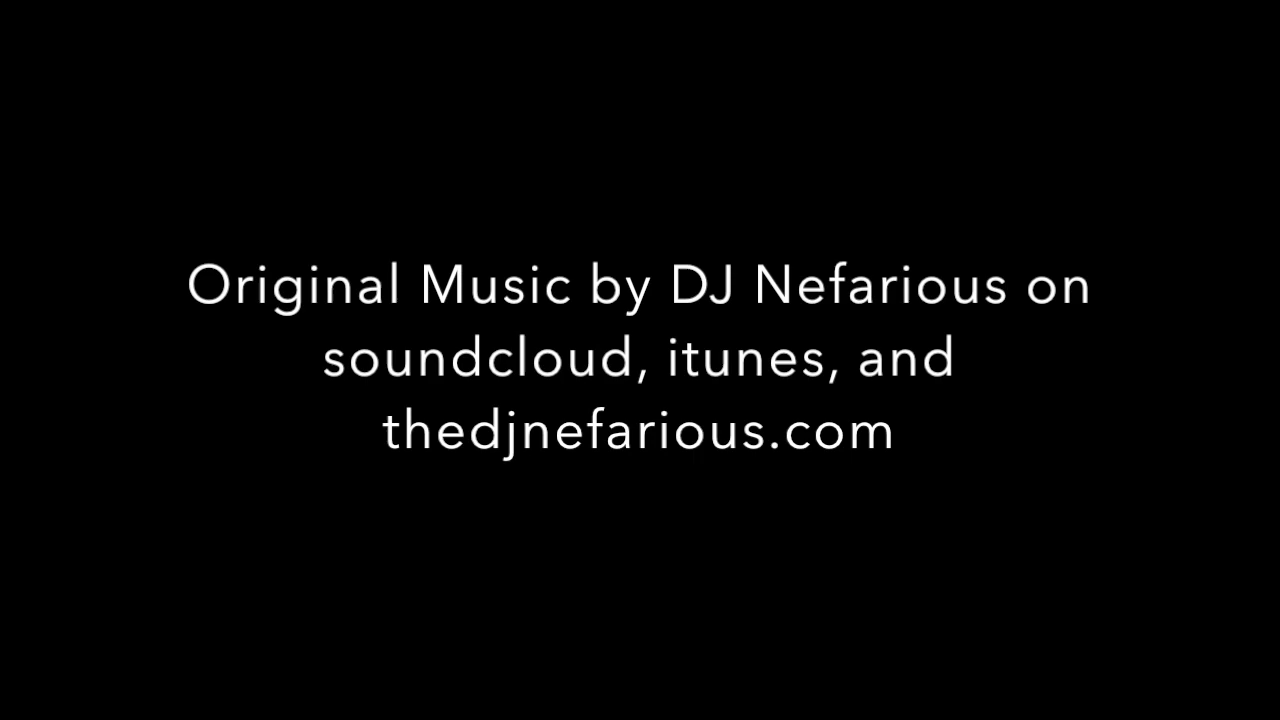 Original Music by DJ Nefarious on
soundcloud, itunes, and
thedjnefarious.com